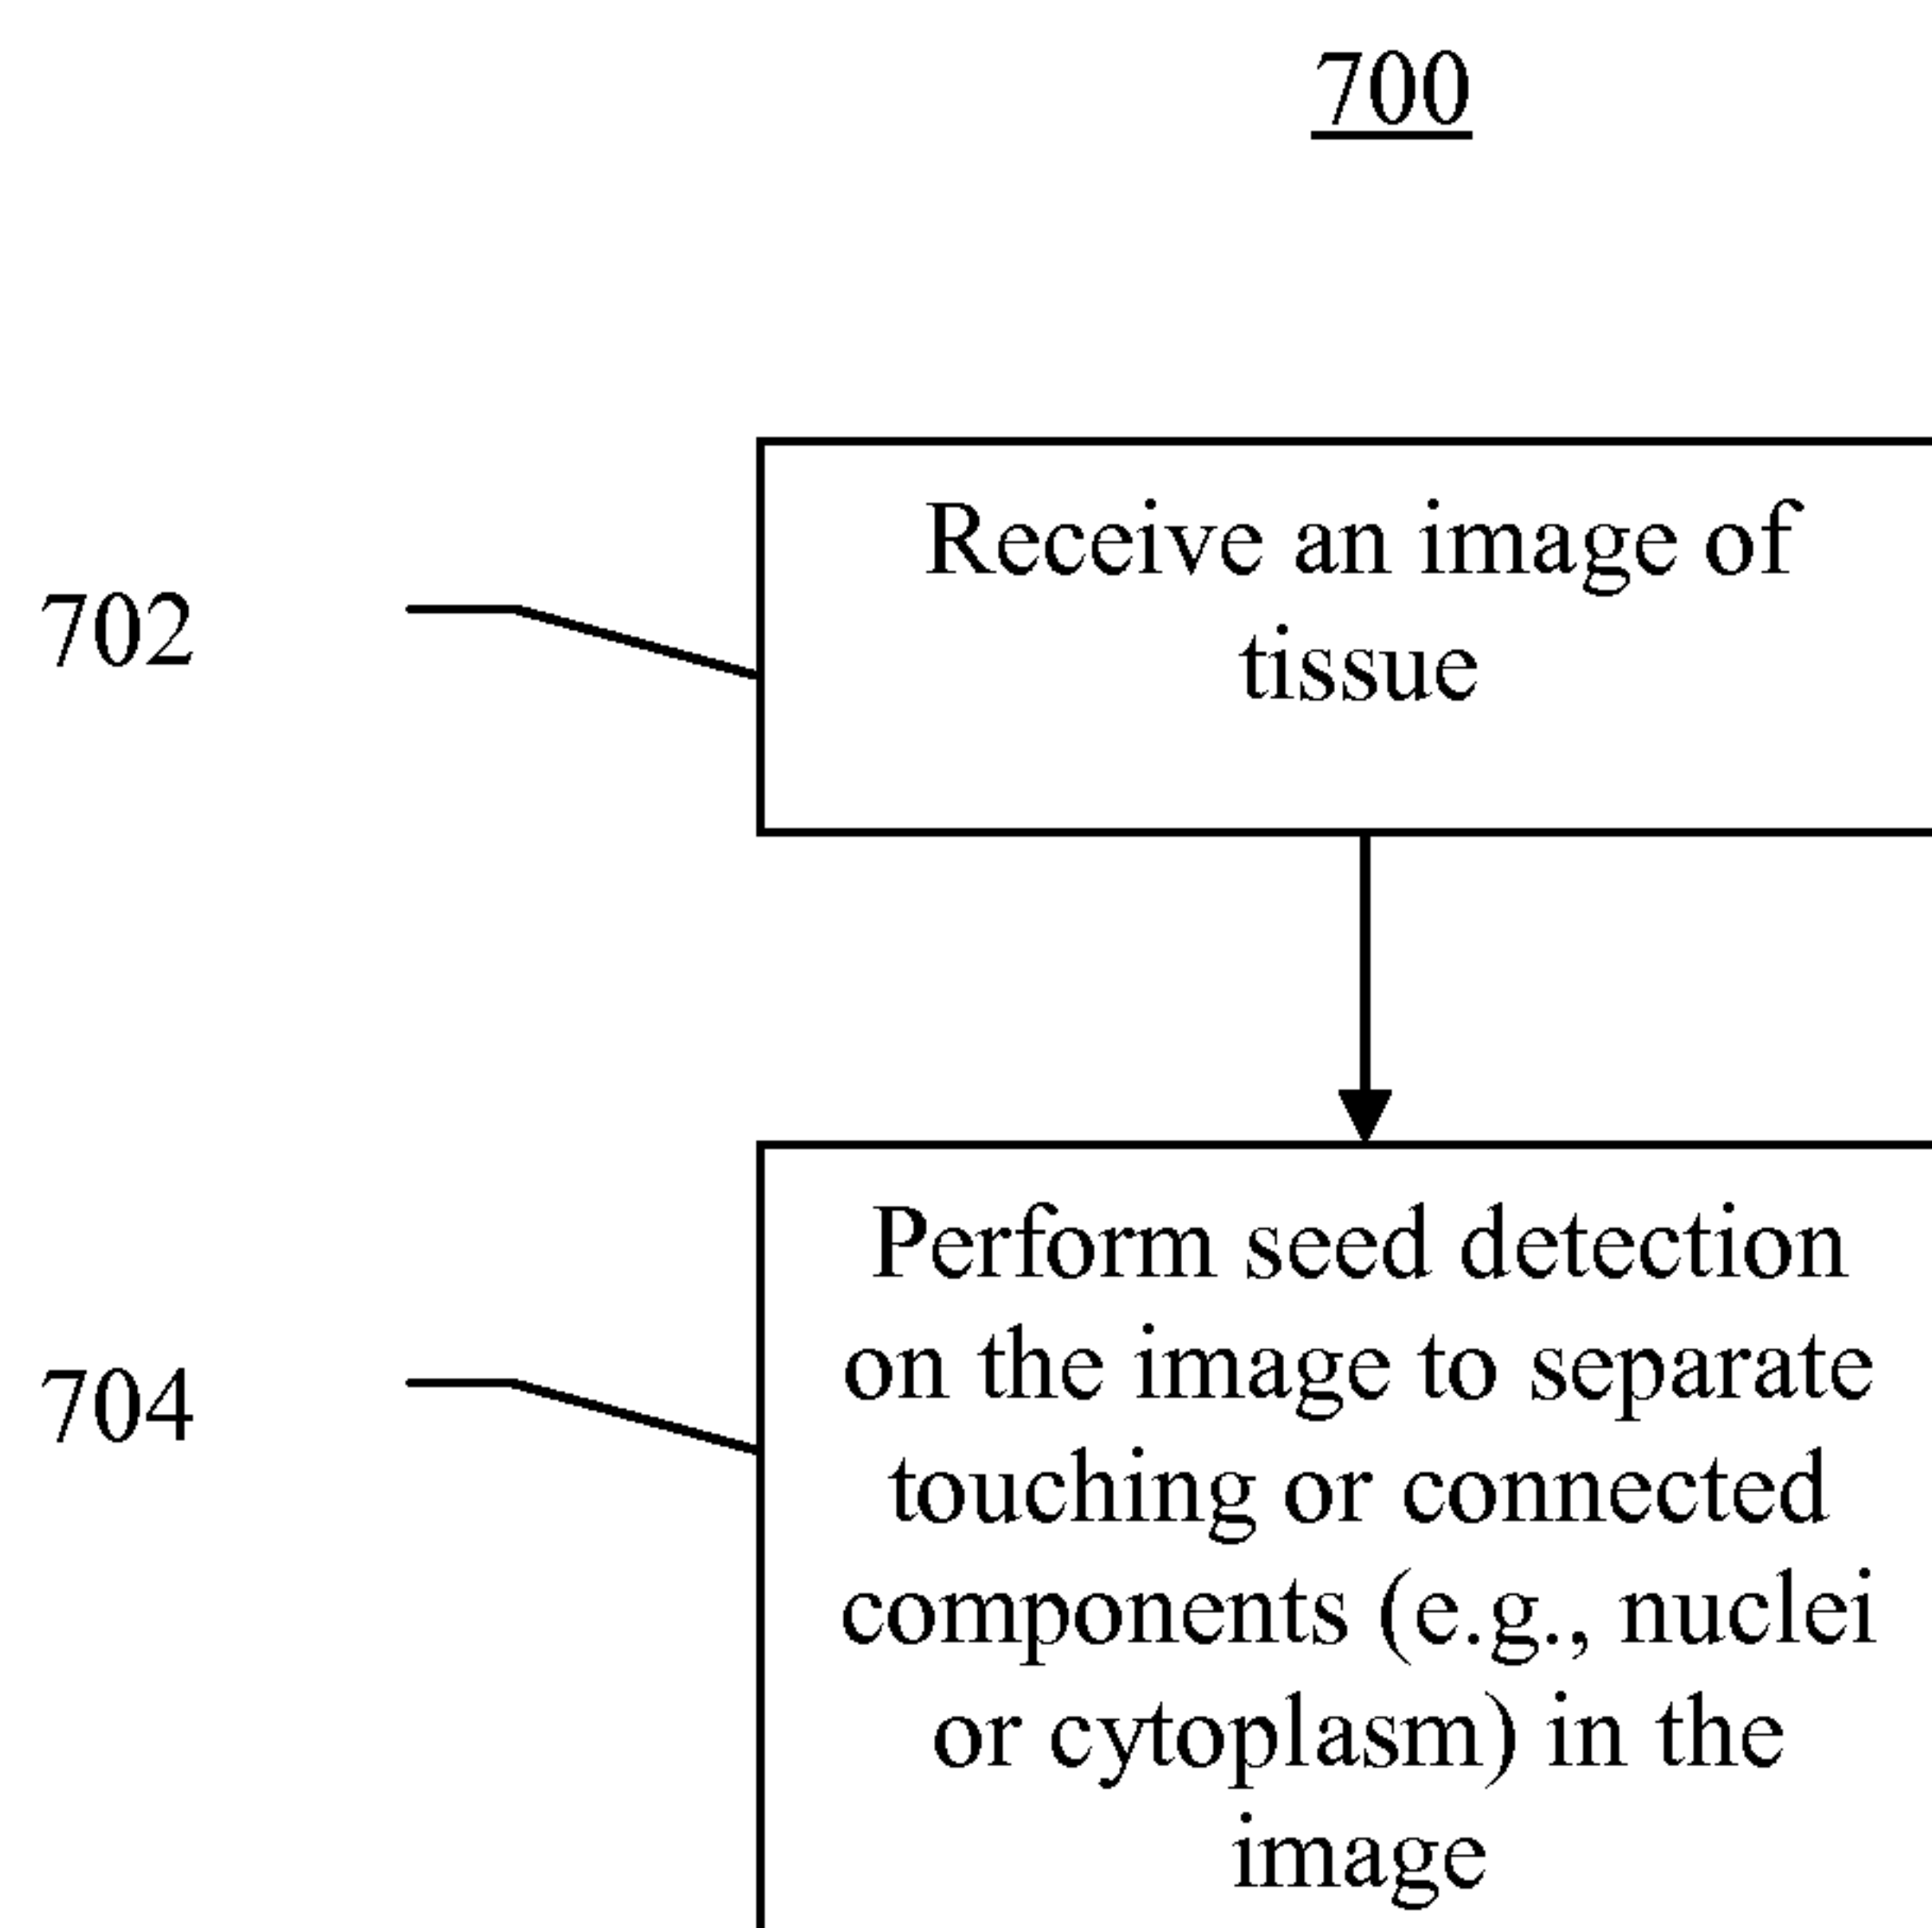 700
702
Receive an image of
tissue
704
Perform seed detection
on the image to separate
touching or connected
components (e.g., nuclei
or cytoplasm) in the
image